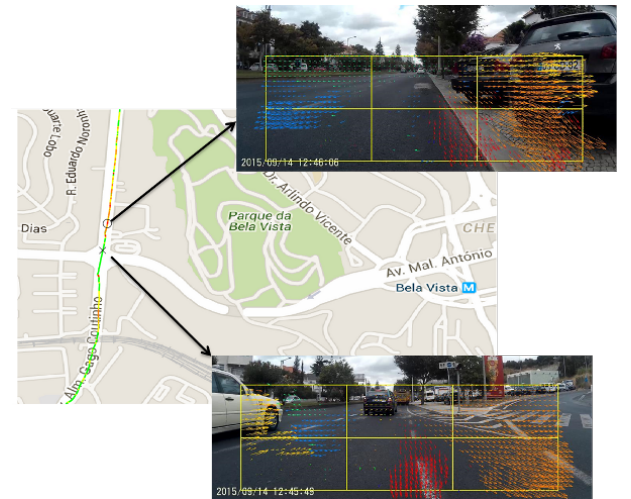 2015/09/14 12:46:06
R. Eduardo Noronha
Dr. Arlindo Vicente
Parque da
Bela Vista
Dias
CHE
Av. Mal. António
Bela Vista M
Alm. Gago Coutinho
2015/09/14 12:45:49